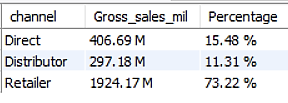 channel Gross_sales_mil Percentage
Direct 406.69 M 15.48 %
Distributor 297.18 M 11.31 %
Retailer 1924.17 M 73.22 %